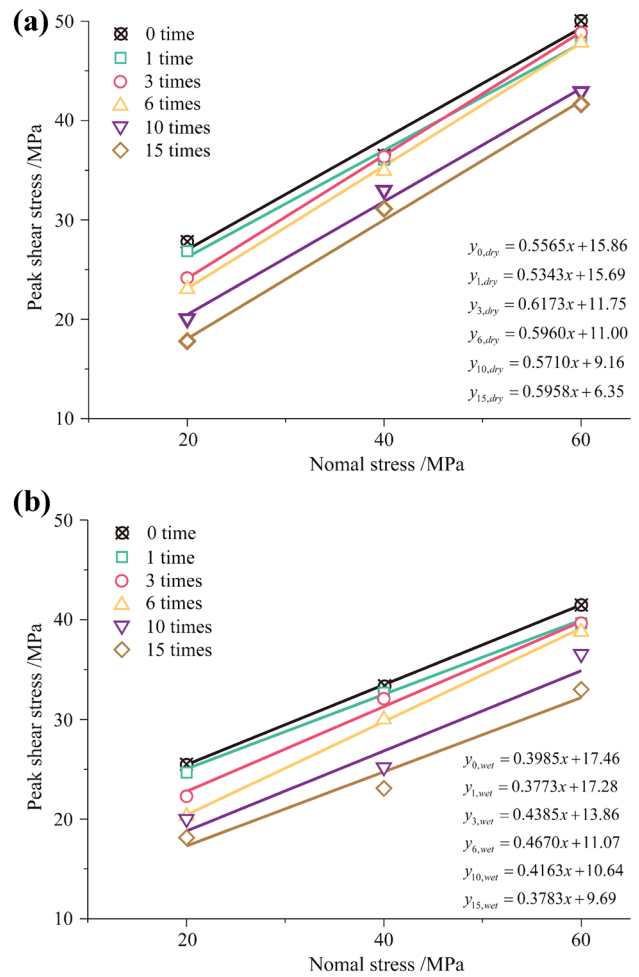 (a)
50
40
30
20
10
Peak shear stress /MPa
0 time
1 time
3 times
6 times
10 times
15 times
y0,dry = 0.5565x+15.86
y1,dry = 0.5343x+15.69
y3,dry = 0.6173x+11.75
y6,dry = 0.5960x+11.00
y10,dry = 0.5710x+9.16
y15,dry = 0.5958x+6.35
20 40 60
Nomal stress /MPa
(b)
50
40
30
20
10
Peak shear stress /MPa
0 time
1 time
3 times
6 times
10 times
15 times
y0,wet = 0.3985x+17.46
y1,wet = 0.3773x+17.28
y3,wet = 0.4385x+13.86
y6,wet = 0.4670x+11.07
y10,wet = 0.4163x+10.64
y15,wet = 0.3783x+9.69
20 40 60
Nomal stress /MPa